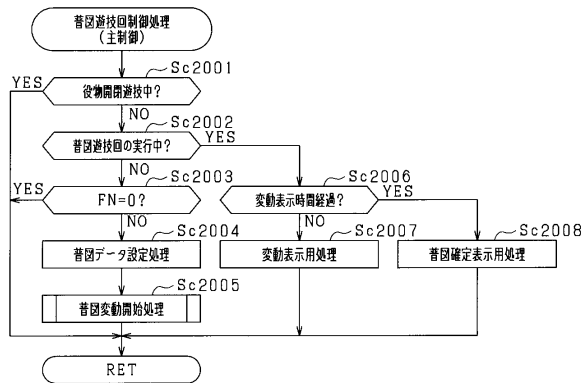 普図遊技回制御処理
(主制御)
Sc2001
YES
役物開閉遊技中?
NO
Sc2002
普図遊技回の実行中?
YES
NO
Sc2003
Sc2006
YES
FN=0?
変動表示時間経過?
YES
NO
NO
Sc2004
Sc2007
Sc2008
普図データ設定処理
変動表示用処理
普図確定表示用処理
Sc2005
普図変動開始処理
RET